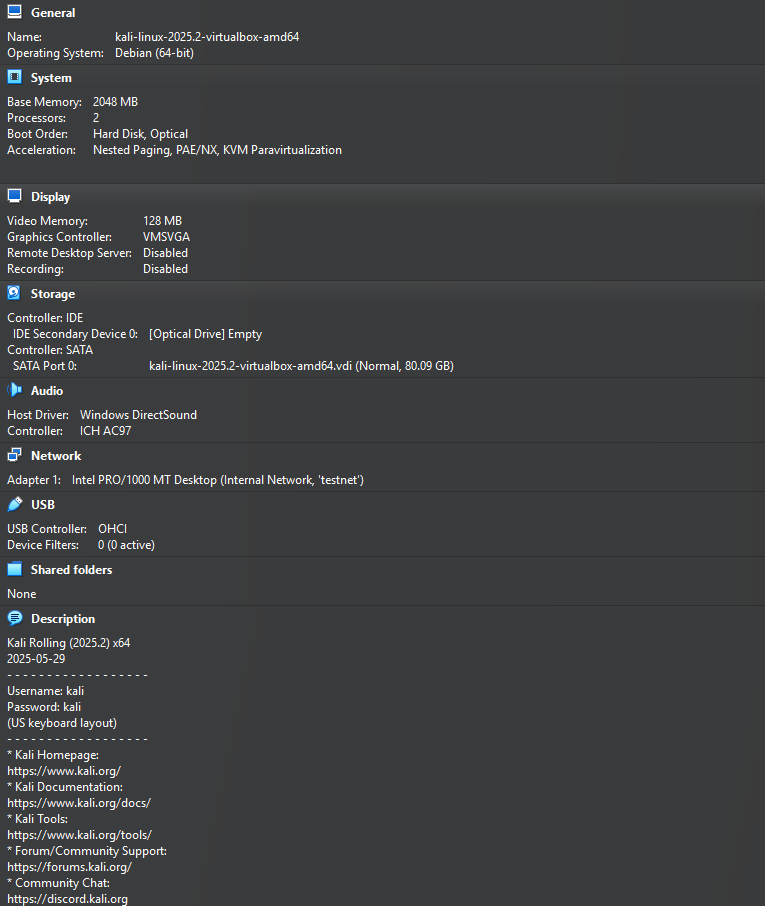 General
Name: kali-linux-2025.2-virtualbox-amd64
Operating System: Debian (64-bit)
System
Base Memory: 2048 MB
Processors: 2
Boot Order: Hard Disk, Optical
Acceleration: Nested Paging, PAE/NX, KVM Paravirtualization
Display
Video Memory: 128 MB
Graphics Controller: VMSVGA
Remote Desktop Server: Disabled
Recording: Disabled
Storage
Controller: IDE
IDE Secondary Device 0: [Optical Drive] Empty
Controller: SATA
SATA Port 0: kali-linux-2025.2-virtualbox-amd64.vdi (Normal, 80.09 GB)
Audio
Host Driver: Windows DirectSound
Controller: ICH AC97
Network
Adapter 1: Intel PRO/1000 MT Desktop (Internal Network, 'testnet')
USB
USB Controller: OHCI
Device Filters: 0 (0 active)
Shared folders
None
Description
Kali Rolling (2025.2) x64
2025-05-29
- - - - - - - - - - - - - - - - - -
Username: kali
Password: kali
(US keyboard layout)
- - - - - - - - - - - - - - - - - -
* Kali Homepage:
https://www.kali.org/
* Kali Documentation:
https://www.kali.org/docs/
* Kali Tools:
https://www.kali.org/tools/
* Forum/Community Support:
https://forums.kali.org/
* Community Chat:
https://discord.kali.org